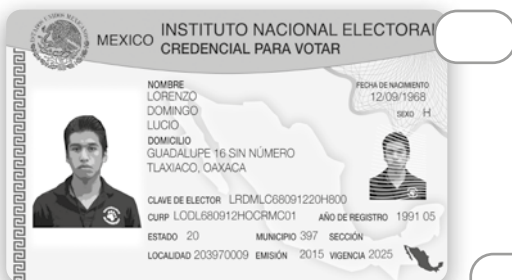 MEXICO
INSTITUTO NACIONAL ELECTORAL
CREDENCIAL PARA VOTAR
NOMBRE
LORENZO
DOMINGO
LUCIO
FECHA DE NACIMIENTO
12/09/1968
SEXO H
DOMICILIO
GUADALUPE 16 SIN NÚMERO
TLAXIACO, OAXACA
CLAVE DE ELECTOR LRDMLC68091220H800
CURP LODL680912HOCRMC01 AÑO DE REGISTRO 1991 05
ESTADO 20 MUNICIPIO 397 SECCIÓN
LOCALIDAD 203970009 EMISIÓN 2015 VIGENCIA 2025